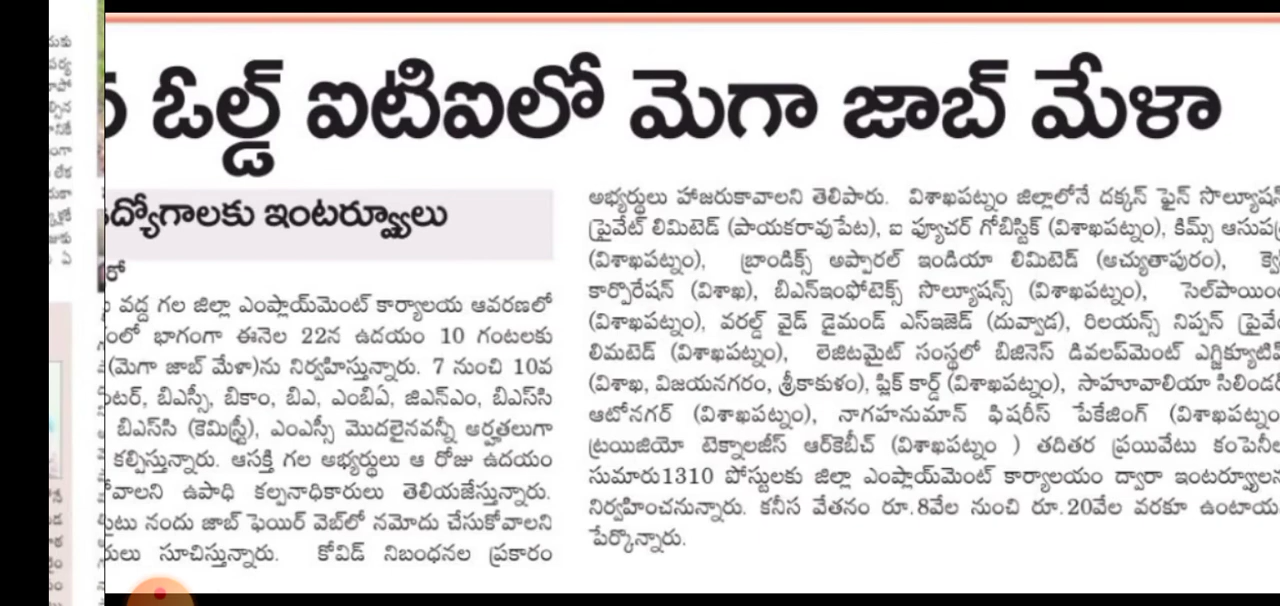 ఓల్డ్ ఐటిఐలో మెగా జాబ్ మేళా
ద్యోగాలకు ఇంటర్వ్యూలు
రో
వద్ద గల జిల్లా ఎంప్లాయ్‌మెంట్ కార్యాలయ ఆవరణలో
లో భాగంగా ఈనెల 22న ఉదయం 10 గంటలకు
(మెగా జాబ్ మేళా)ను నిర్వహిస్తున్నారు. 7 నుంచి 10వ
టర్, బిఎస్సీ, బికాం, బిఎ, ఎంబిఏ, జిఎన్ఎం, బిఎస్‌సి
బిఎస్‌సి (కెమిస్ట్రీ), ఎంఎస్సీ మొదలైనవన్నీ అర్హతలుగా
కల్పిస్తున్నారు. ఆసక్తి గల అభ్యర్థులు ఆ రోజు ఉదయం
వాలని ఉపాధి కల్పనాధికారులు తెలియజేస్తున్నారు.
టు నందు జాబ్ ఫెయిర్ వెబ్‌లో నమోదు చేసుకోవాలని
సూచిస్తున్నారు. కోవిడ్ నిబంధనల ప్రకారం
అభ్యర్థులు హాజరుకావాలని తెలిపారు. విశాఖపట్నం జిల్లాలోనే దక్కన్ ఫైన్ సొల్యూషన్
ప్రైవేట్ లిమిటెడ్ (పాయకరావుపేట), ఐ ఫ్యూచర్ గోబిస్టిక్ (విశాఖపట్నం), కిమ్స్ ఆసుప
(విశాఖపట్నం), బ్రాండిక్స్ అప్పారల్ ఇండియా లిమిటెడ్ (అచ్యుతాపురం),
కార్పొరేషన్ (విశాఖ), బిఎన్ఇంఫోటెక్స్ సొల్యూషన్స్ (విశాఖపట్నం), సెల్‌పాయిం
(విశాఖపట్నం), వరల్డ్ వైడ్ డైమండ్ ఎస్ఇజెడ్ (దువ్వాడ), రిలయన్స్ నిప్పన్ ప్రైవే
లిమటెడ్ (విశాఖపట్నం), లెజిటమైట్ సంస్థలో బిజినెస్ డివలప్‌మెంట్ ఎగ్జిక్యూటివ్
(విశాఖ, విజయనగరం, శ్రీకాకుళం), ఫ్లిక్ కార్డ్ (విశాఖపట్నం), సాహూవాలియా సిలిండర్
ఆటోనగర్ (విశాఖపట్నం), నాగహనుమాన్ ఫిషరీస్ పేకేజింగ్ (విశాఖపట్నం
ట్రయిజియో టెక్నాలజీస్ ఆర్‌కెబీచ్ (విశాఖపట్నం ) తదితర ప్రయివేటు కంపెనీల
సుమారు1310 పోస్టులకు జిల్లా ఎంప్లాయ్‌మెంట్ కార్యాలయం ద్వారా ఇంటర్వ్యూలన
నిర్వహించనున్నారు. కనీస వేతనం రూ.8వేల నుంచి రూ.20వేల వరకూ ఉంటాయ
పేర్కొన్నారు.